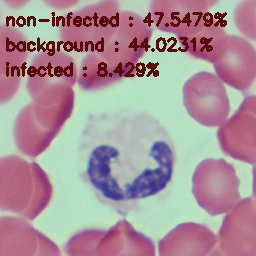 non-infected : 47.5479%
background : 44.0231%
infected : 8.429%